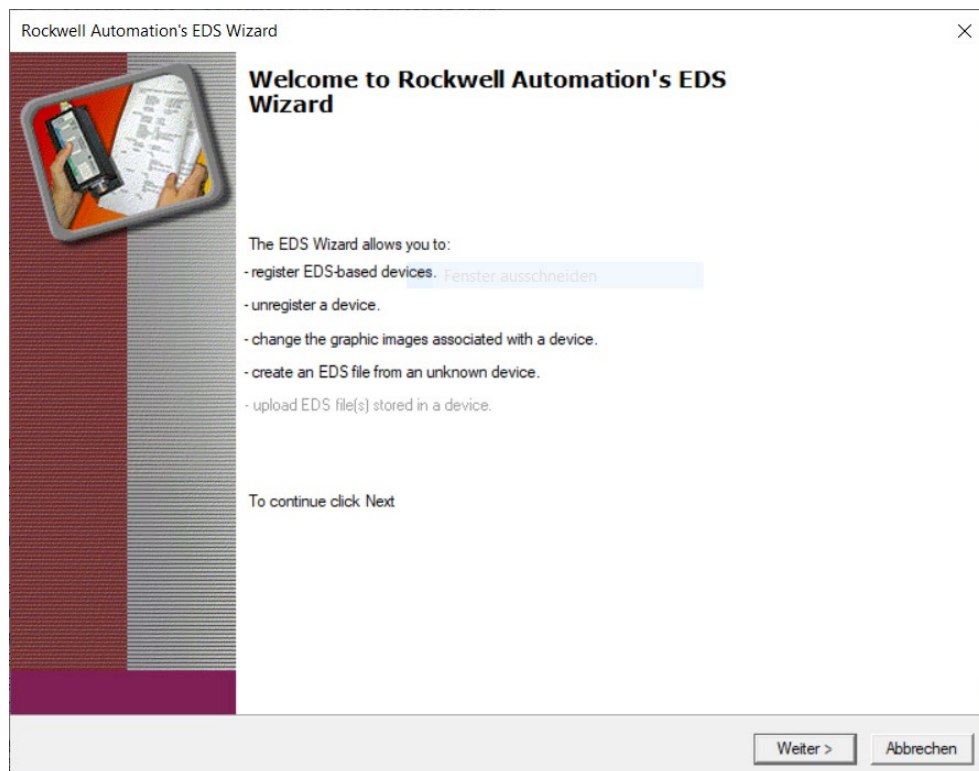 Rockwell Automation's EDS Wizard
Welcome to Rockwell Automation's EDS
Wizard
The EDS Wizard allows you to:
- register EDS-based devices.
Fenster ausschneiden
- unregister a device.
- change the graphic images associated with a device.
- create an EDS file from an unknown device.
- upload EDS file(s) stored in a device.
To continue click Next
Weiter >
Abbrechen